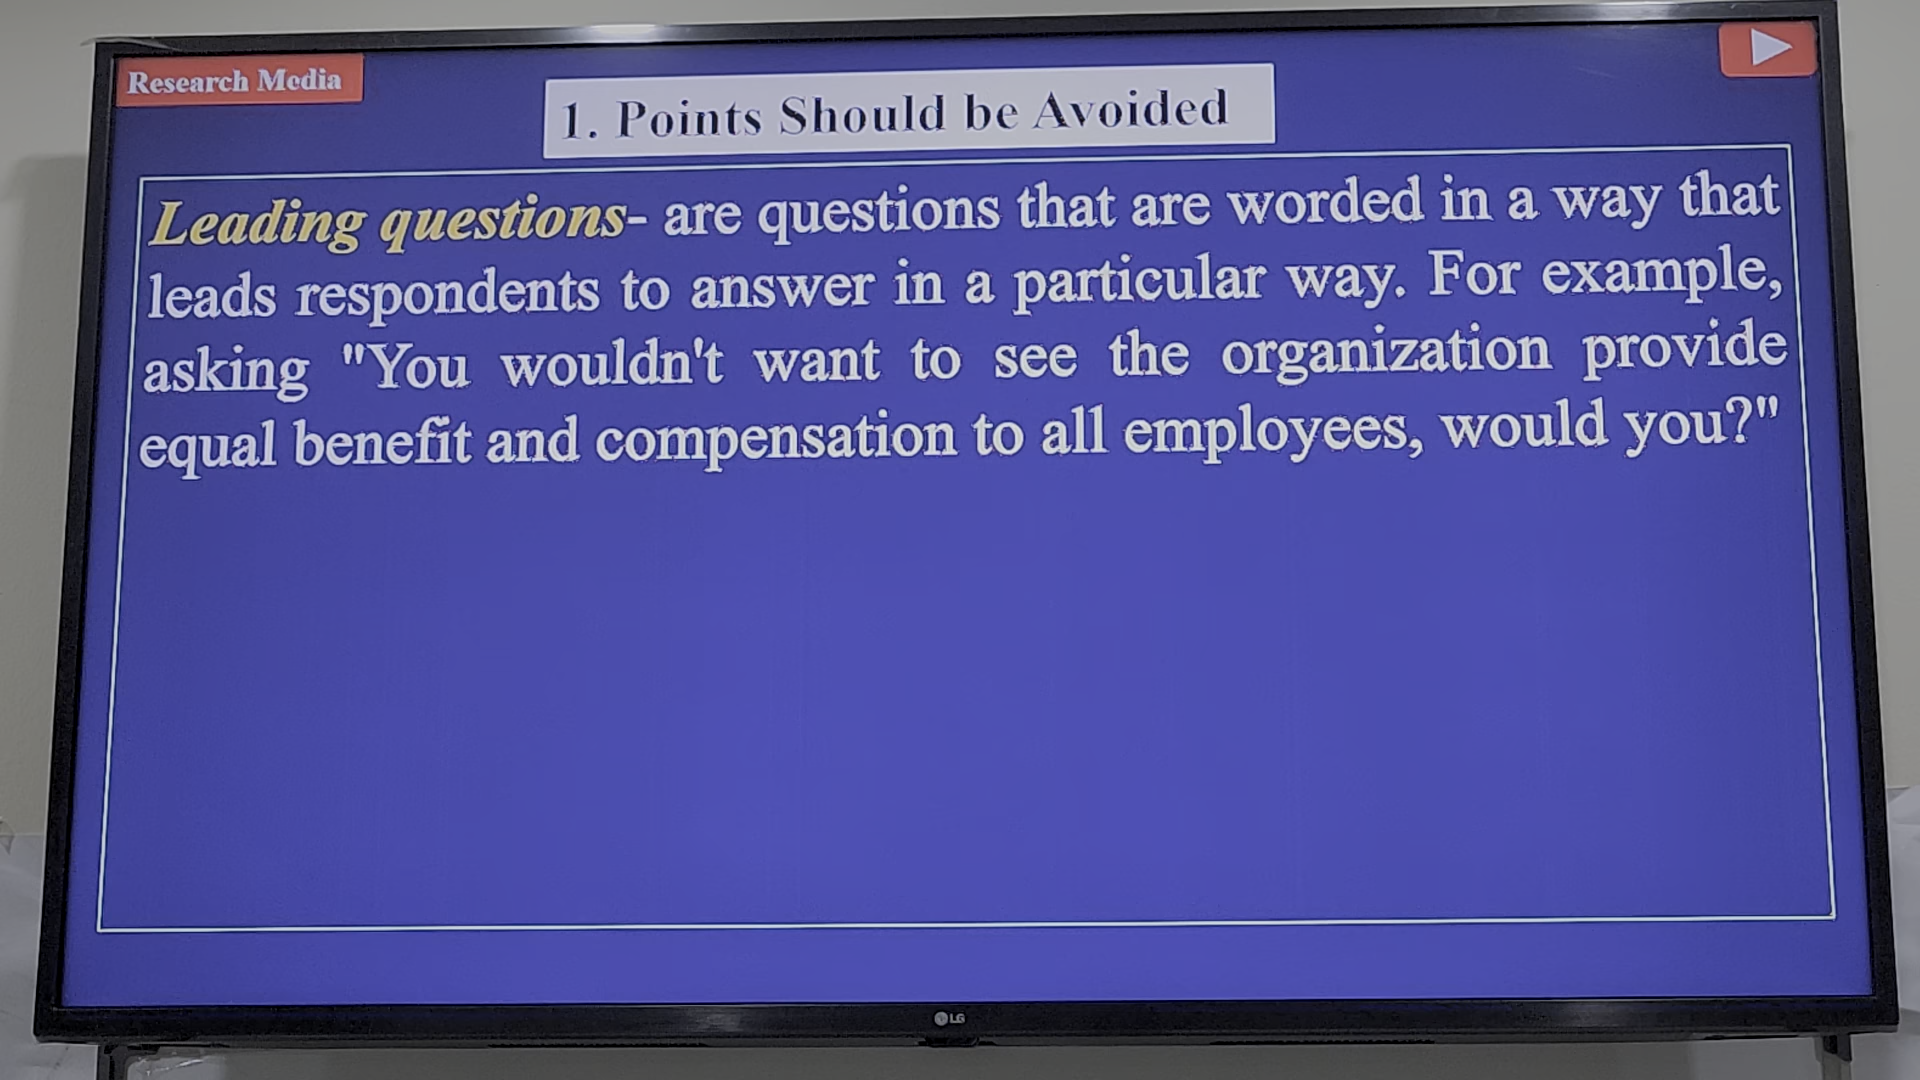 Research Media
1. Points Should be Avoided
Leading questions- are questions that are worded in a way that
leads respondents to answer in a particular way. For example,
asking "You wouldn't want to see the organization provide
equal benefit and compensation to all employees, would you?"
LG